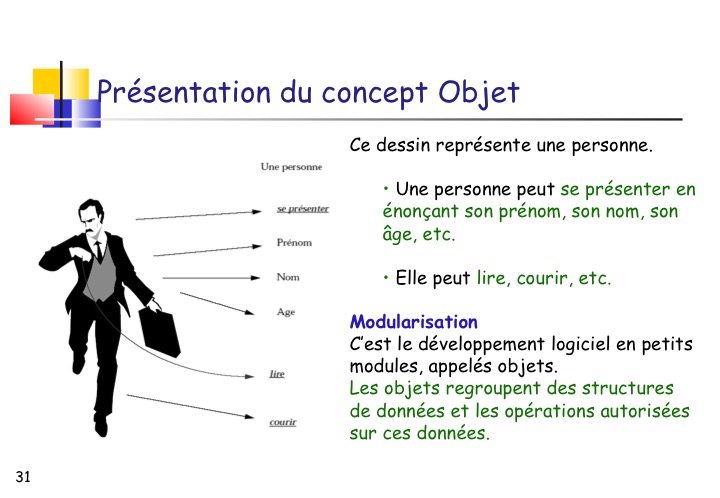 Présentation du concept Objet
Une personne
se présenter
Prénom
Nom
Age
lire
courir
Ce dessin représente une personne.
• Une personne peut se présenter en
énonçant son prénom, son nom, son
âge, etc.
• Elle peut lire, courir, etc.
Modularisation
C’est le développement logiciel en petits
modules, appelés objets.
Les objets regroupent des structures
de données et les opérations autorisées
sur ces données.
31